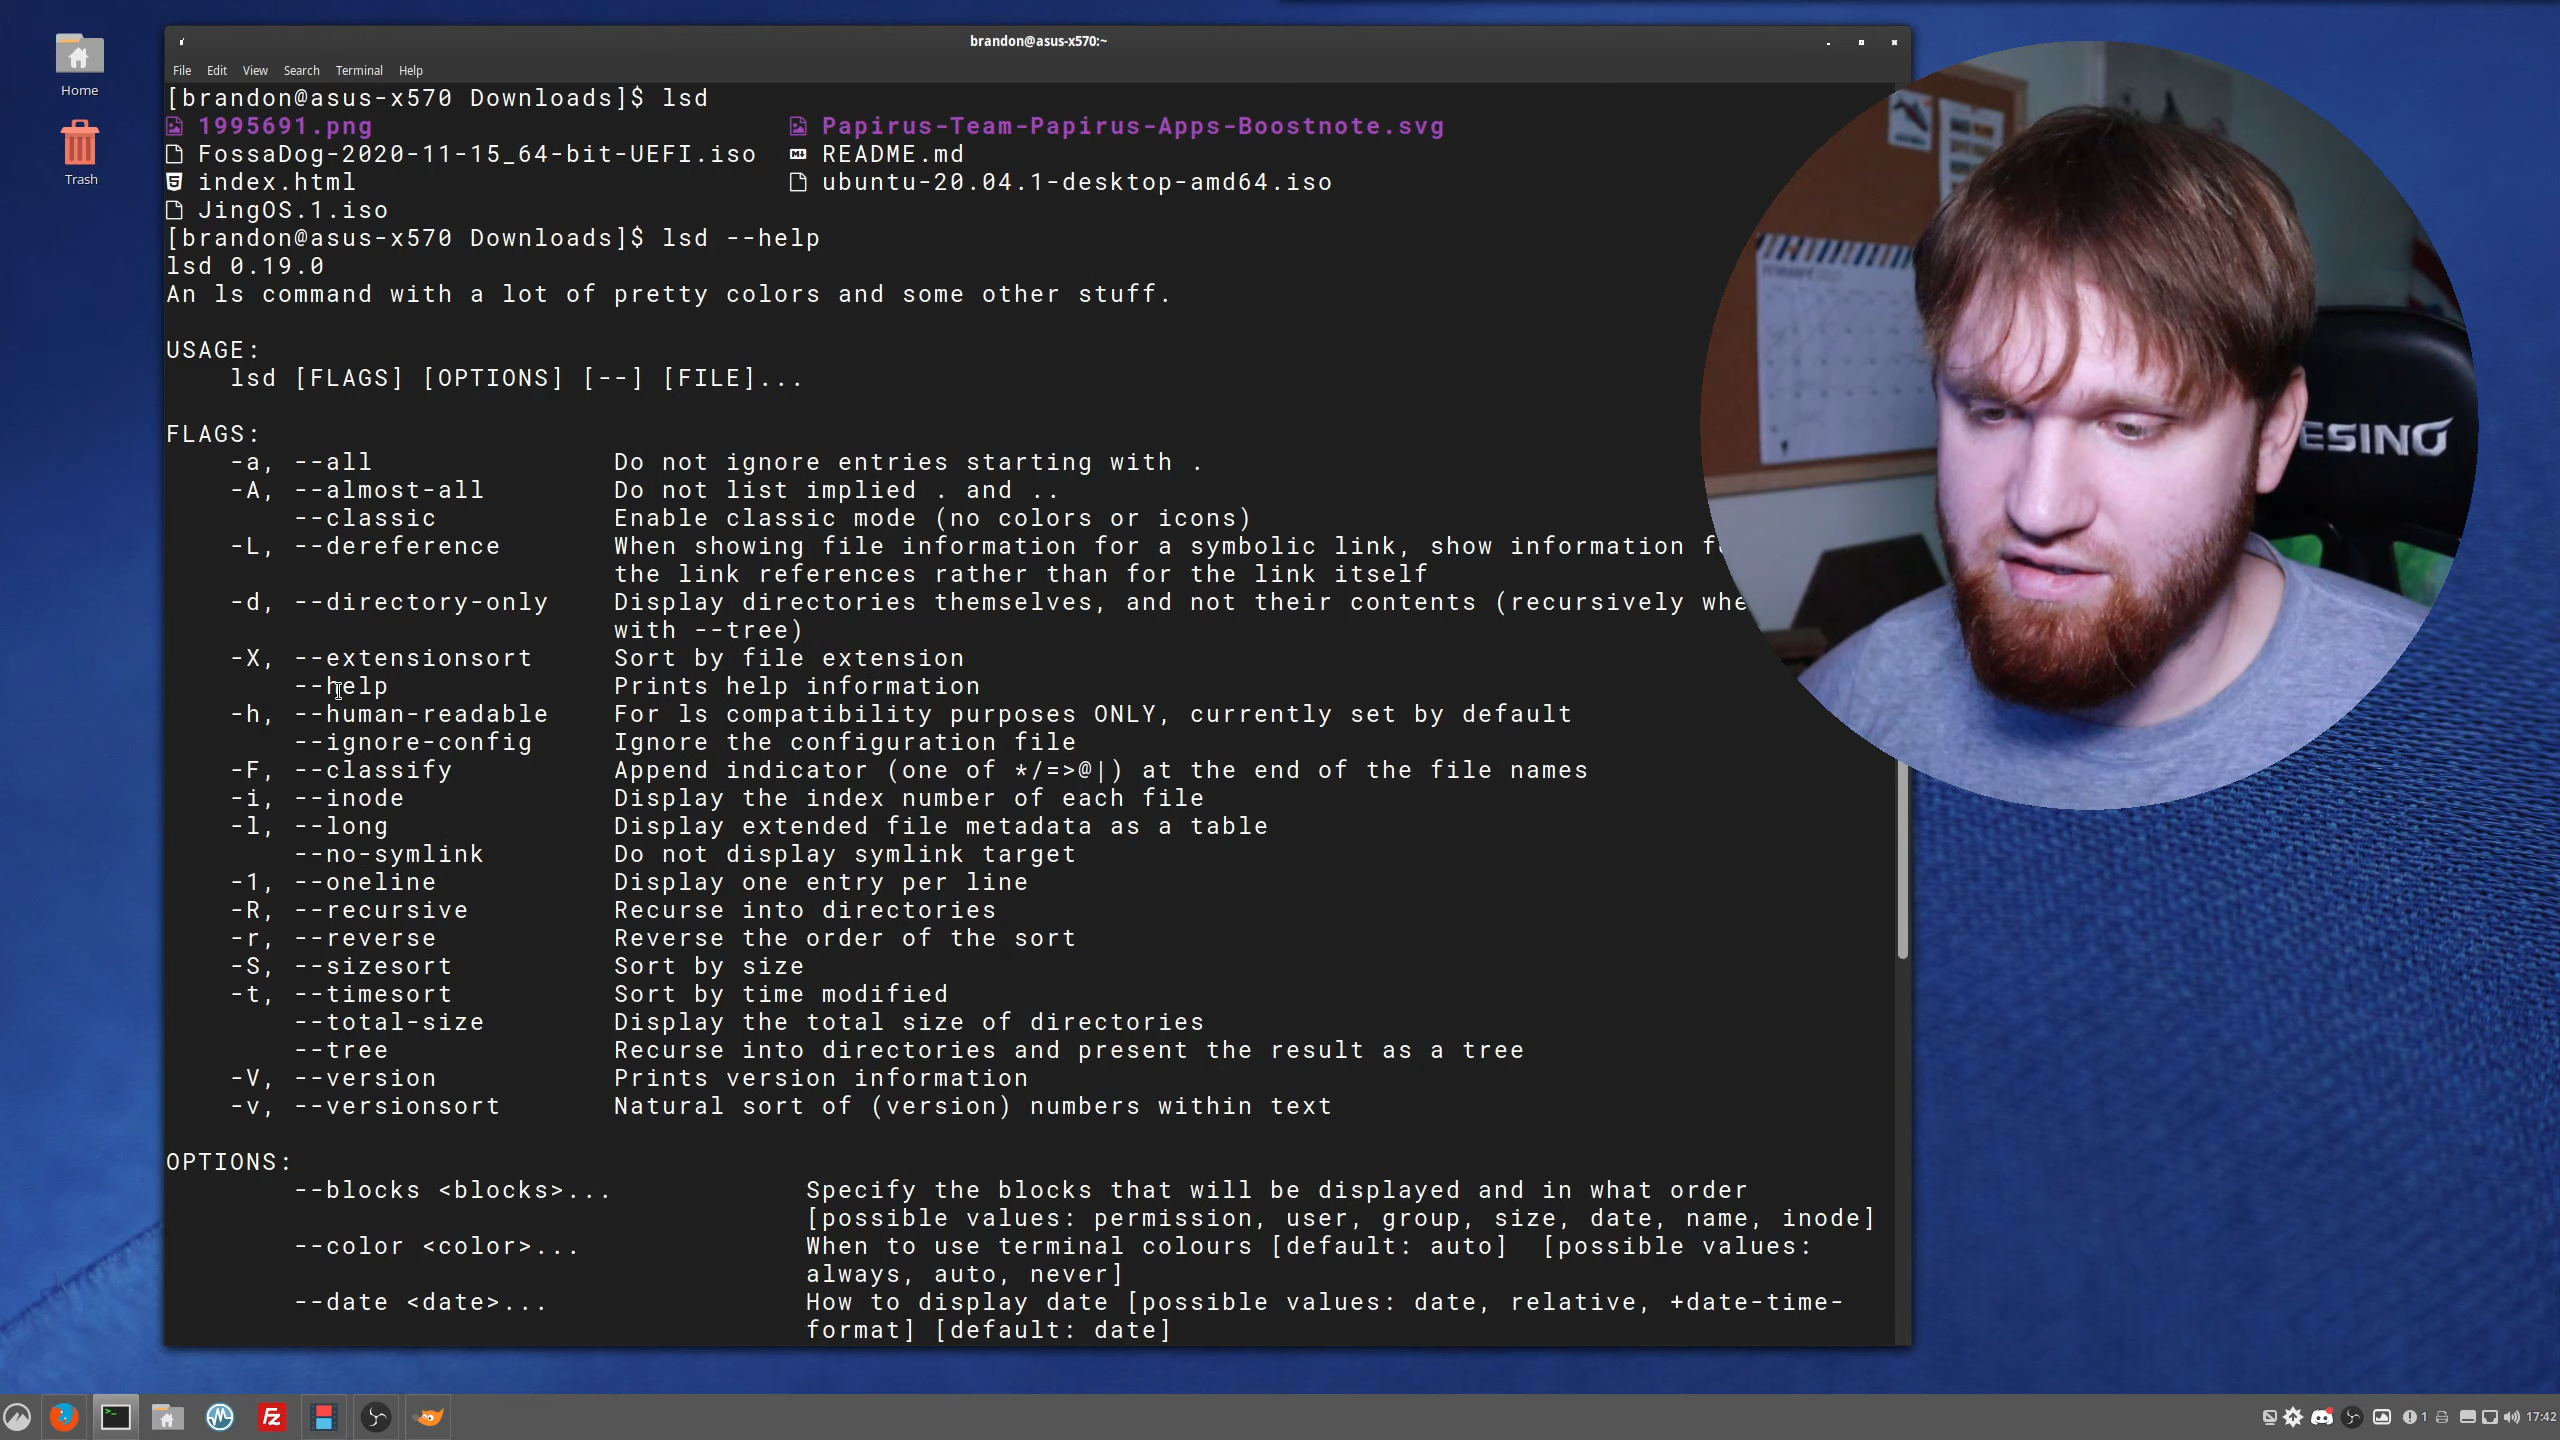 brandon@asus-x570:~
File Edit View Search Terminal Help
Home
Trash
[brandon@asus-x570 Downloads]$ lsd
1995691.png Papirus-Team-Papirus-Apps-Boostnote.svg
FossaDog-2020-11-15_64-bit-UEFI.iso README.md
index.html ubuntu-20.04.1-desktop-amd64.iso
JingOS.1.iso
[brandon@asus-x570 Downloads]$ lsd --help
lsd 0.19.0
An ls command with a lot of pretty colors and some other stuff.
USAGE:
lsd [FLAGS] [OPTIONS] [--] [FILE]...
FLAGS:
-a, --all Do not ignore entries starting with .
-A, --almost-all Do not list implied . and ..
--classic Enable classic mode (no colors or icons)
-L, --dereference When showing file information for a symbolic link, show information
the link references rather than for the link itself
-d, --directory-only Display directories themselves, and not their contents (recursively
with --tree)
-X, --extensionsort Sort by file extension
--help Prints help information
-h, --human-readable For ls compatibility purposes ONLY, currently set by default
--ignore-config Ignore the configuration file
-F, --classify Append indicator (one of */=>@|) at the end of the file names
-i, --inode Display the index number of each file
-l, --long Display extended file metadata as a table
--no-symlink Do not display symlink target
-1, --oneline Display one entry per line
-R, --recursive Recurse into directories
-r, --reverse Reverse the order of the sort
-S, --sizesort Sort by size
-t, --timesort Sort by time modified
--total-size Display the total size of directories
--tree Recurse into directories and present the result as a tree
-V, --version Prints version information
-v, --versionsort Natural sort of (version) numbers within text
OPTIONS:
--blocks <blocks>... Specify the blocks that will be displayed and in what order
[possible values: permission, user, group, size, date, name, inode]
--color <color>... When to use terminal colours [default: auto] [possible values:
always, auto, never]
--date <date>... How to display date [possible values: date, relative, +date-time-
format] [default: date]
ESING
1 17:42